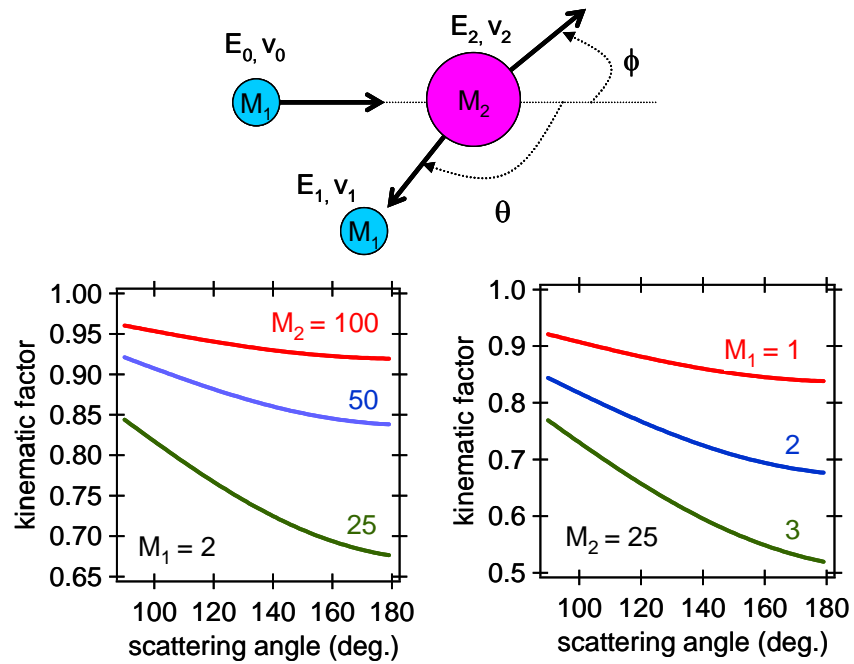 E0, v0
E2, v2
ϕ
M1
M2
E1, v1
θ
M1
1.00
0.95
0.90
0.85
0.80
0.75
0.70
0.65
kinematic factor
M2 = 100
50
25
M1 = 2
100 120 140 160 180
scattering angle (deg.)
1.0
0.9
0.8
0.7
0.6
0.5
kinematic factor
M1 = 1
2
3
M2 = 25
100 120 140 160 180
scattering angle (deg.)